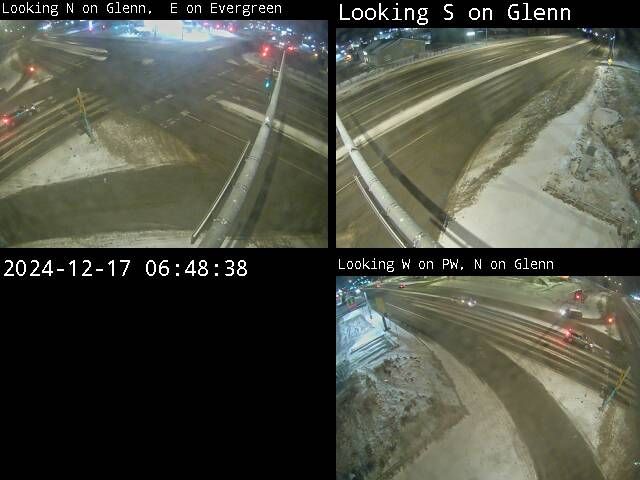 Looking N on Glenn,  E on Evergreen
Looking S on Glenn
2024-12-17 06:48:38
Looking W on PW, N on Glenn